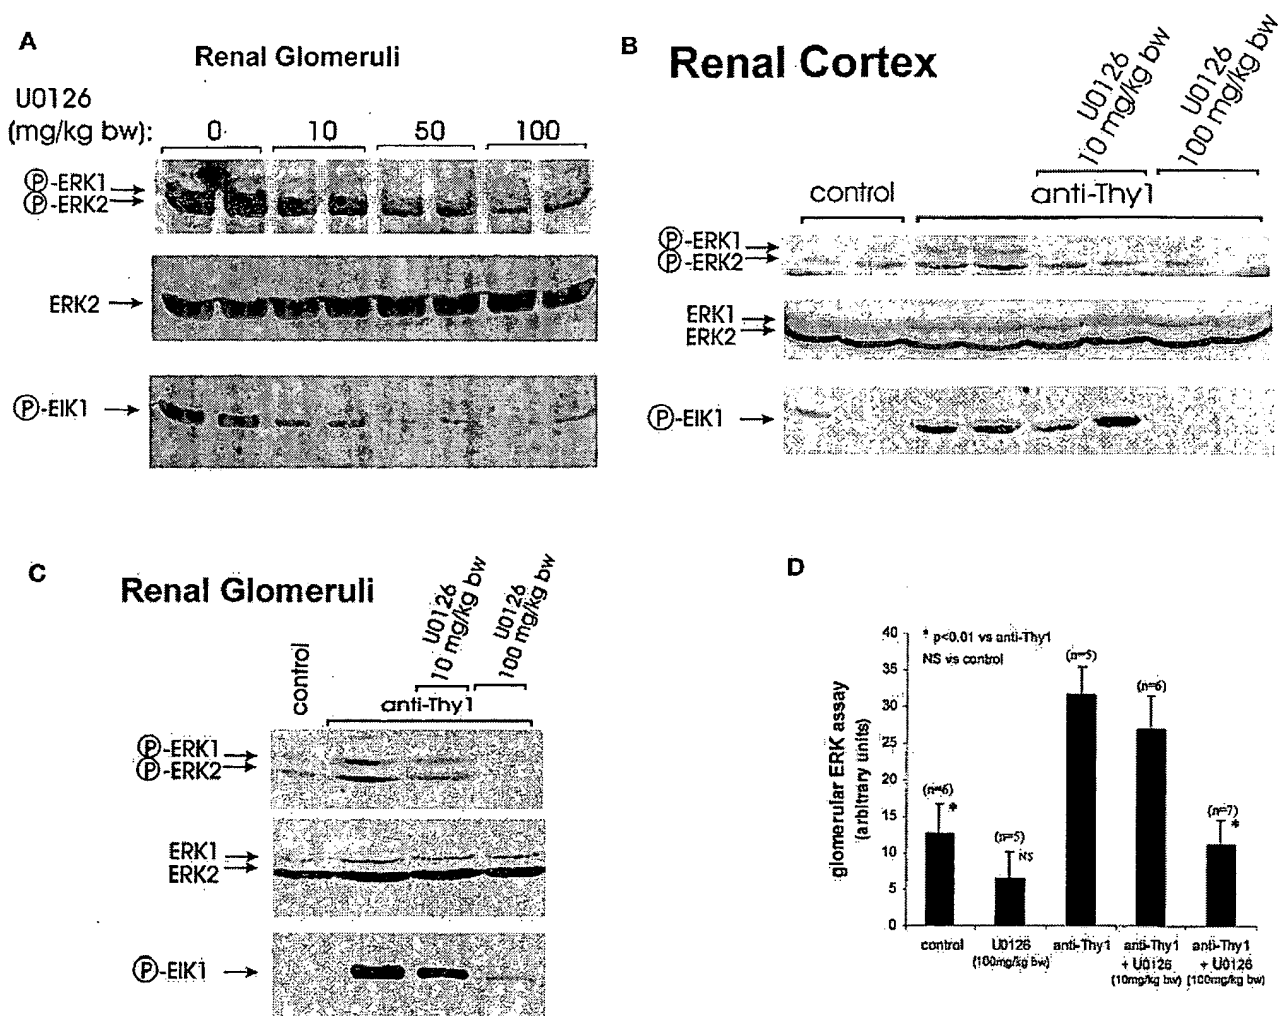 A
Renal Glomeruli
U0126
(mg/kg bw): 0 10 50 100
Ⓟ-ERK1
Ⓟ-ERK2
ERK2
Ⓟ-ElK1
B
Renal Cortex
U0126
10 mg/kg bw
U0126
100 mg/kg bw
control
anti-Thy1
Ⓟ-ERK1
Ⓟ-ERK2
ERK1
ERK2
Ⓟ-ElK1
C
Renal Glomeruli
U0126
10 mg/kg bw
U0126
100 mg/kg bw
control
anti-Thy1
Ⓟ-ERK1
Ⓟ-ERK2
ERK1
ERK2
Ⓟ-ElK1
D
glomerular ERK assay
(arbitrary units)
40
35
30
25
20
15
10
5
0
* p<0.01 vs anti-Thy1
NS vs control
(n=6)
*
(n=5)
NS
(n=5)
(n=6)
(n=7)
*
control
U0126
(100mg/kg bw)
anti-Thy1
anti-Thy1
+ U0126
(10mg/kg bw)
anti-Thy1
+ U0126
(100mg/kg bw)